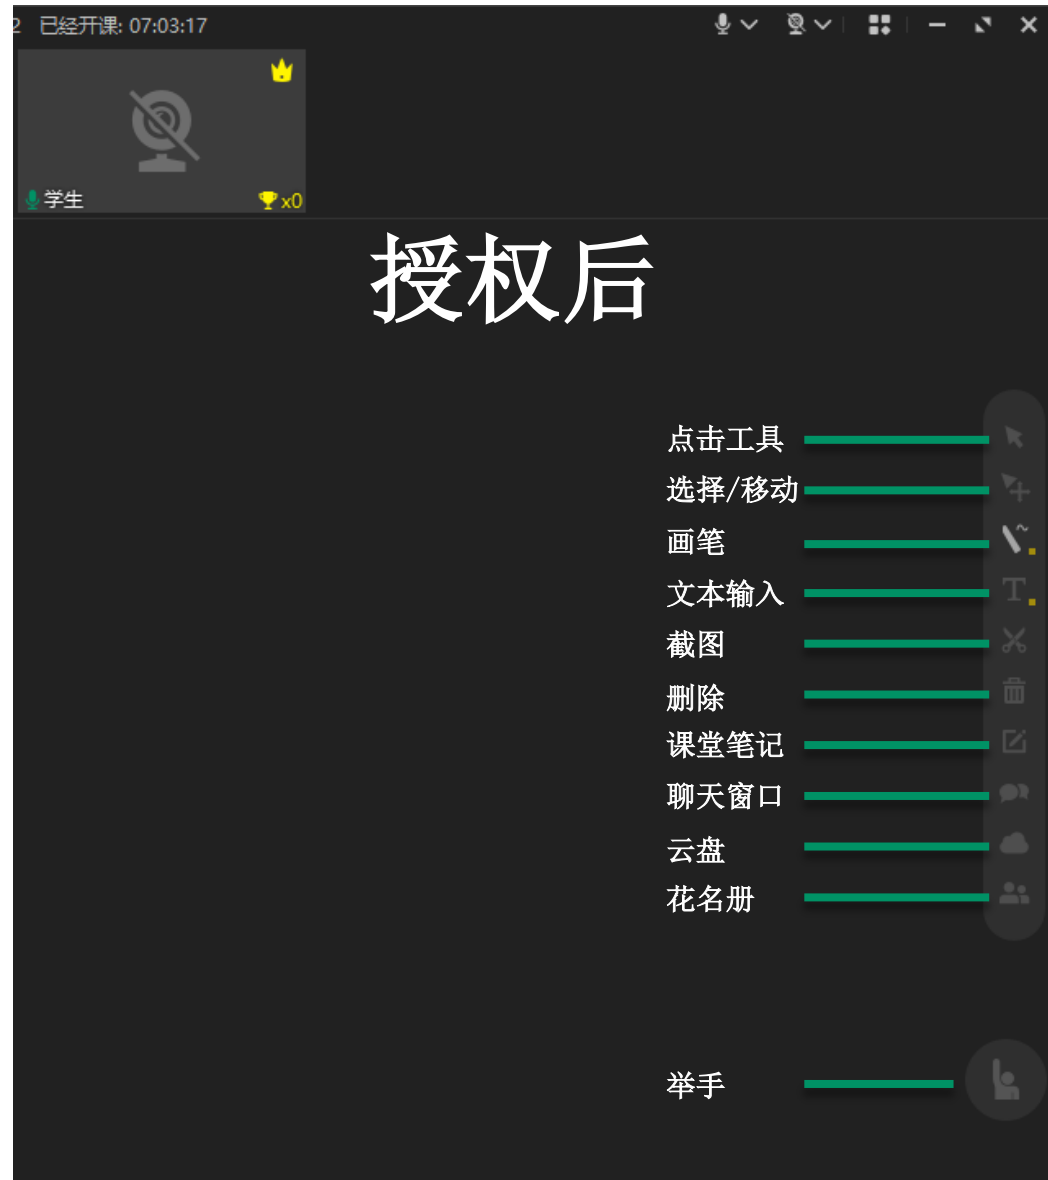 2 已经开课: 07:03:17
学生 x0
授权后
点击工具
选择/移动
画笔
文本输入
截图
删除
课堂笔记
聊天窗口
云盘
花名册
举手